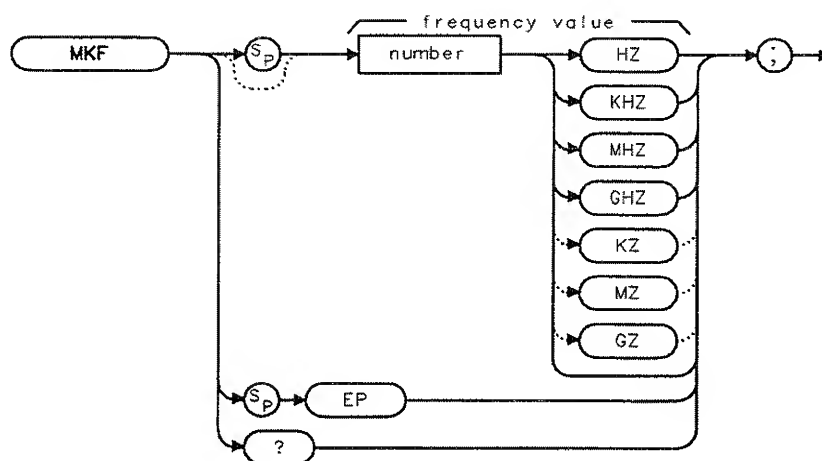 frequency value
MKF
SP
number
HZ
;
KHZ
MHZ
GHZ
KZ
MZ
GZ
SP
EP
?